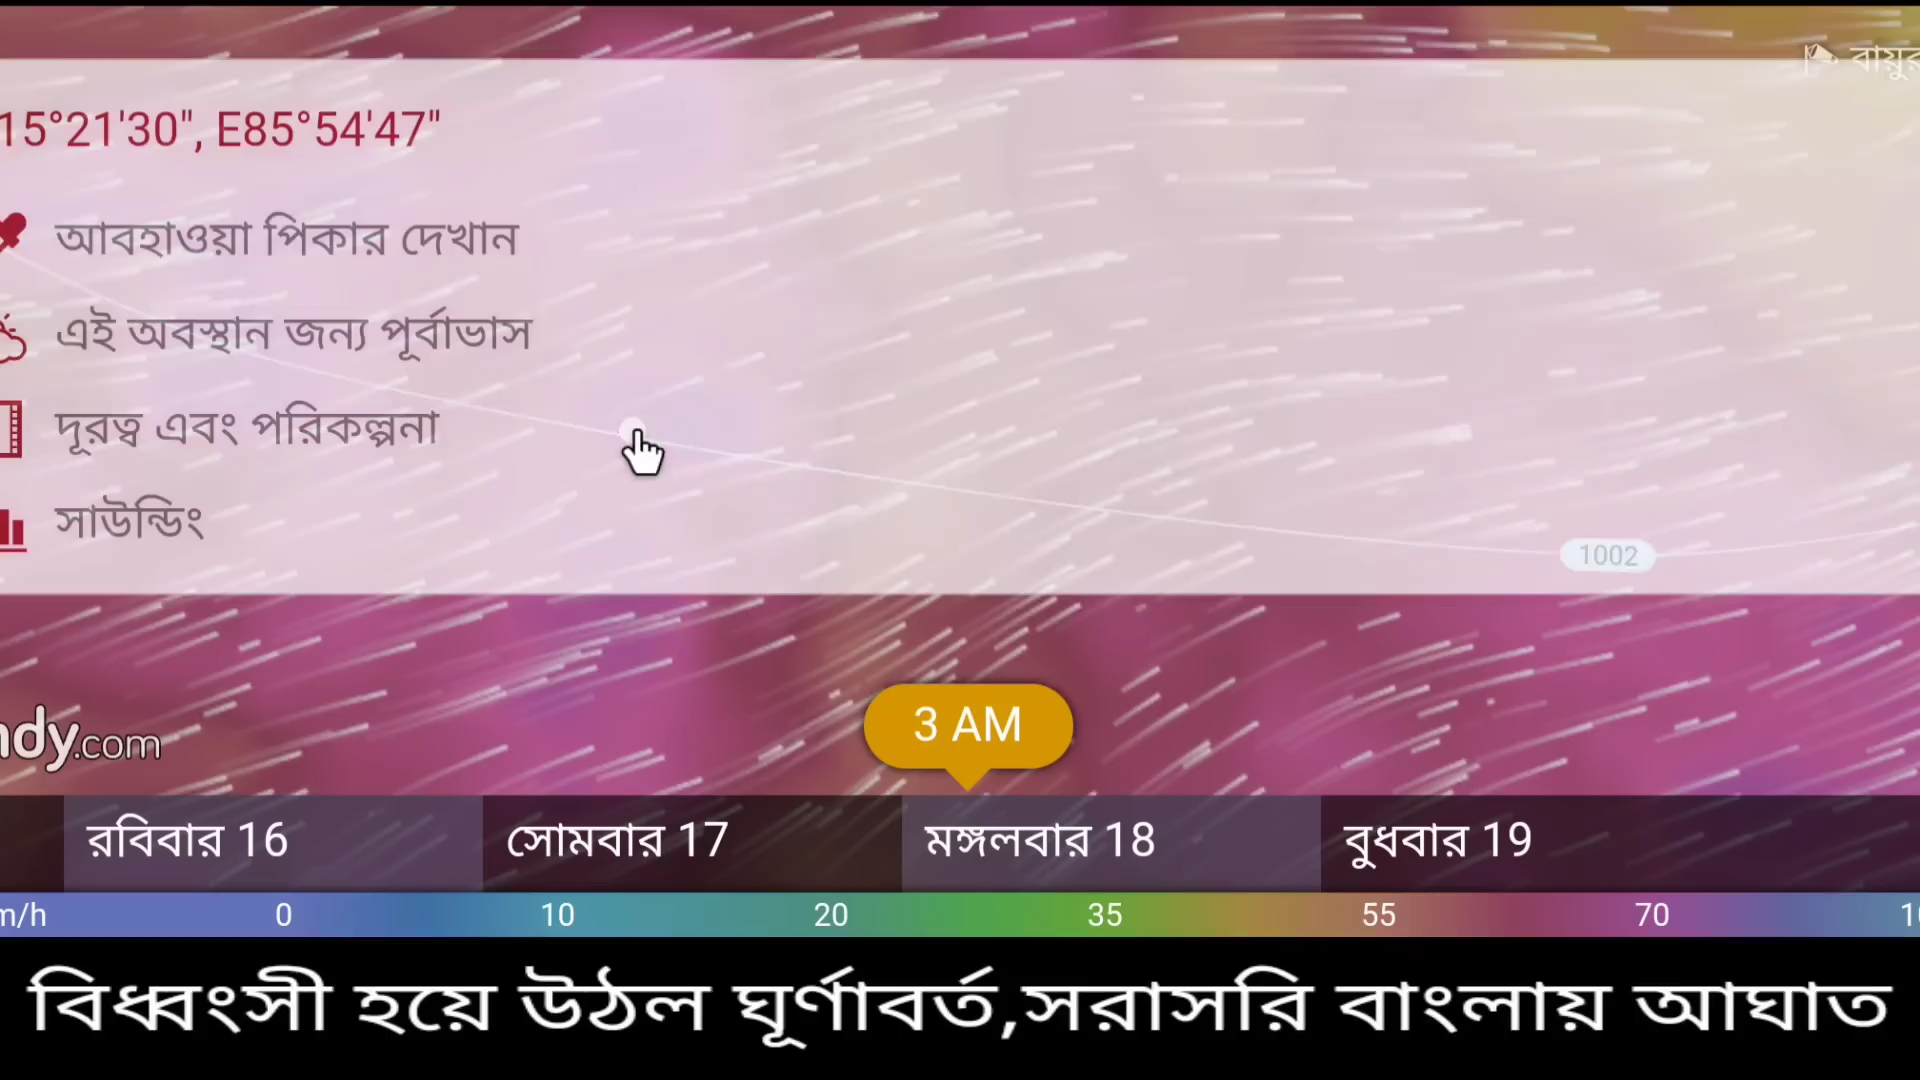 15°21'30", E85°54'47"
আবহাওয়া পিকার দেখান
এই অবস্থান জন্য পূর্বাভাস
দূরত্ব এবং পরিকল্পনা
সাউন্ডিং
1002
3 AM
ndy.com
রবিবার 16 সোমবার 17 মঙ্গলবার 18 বুধবার 19
m/h 0 10 20 35 55 70
বিধ্বংসী হয়ে উঠল ঘূর্ণাবর্ত,সরাসরি বাংলায় আঘাত